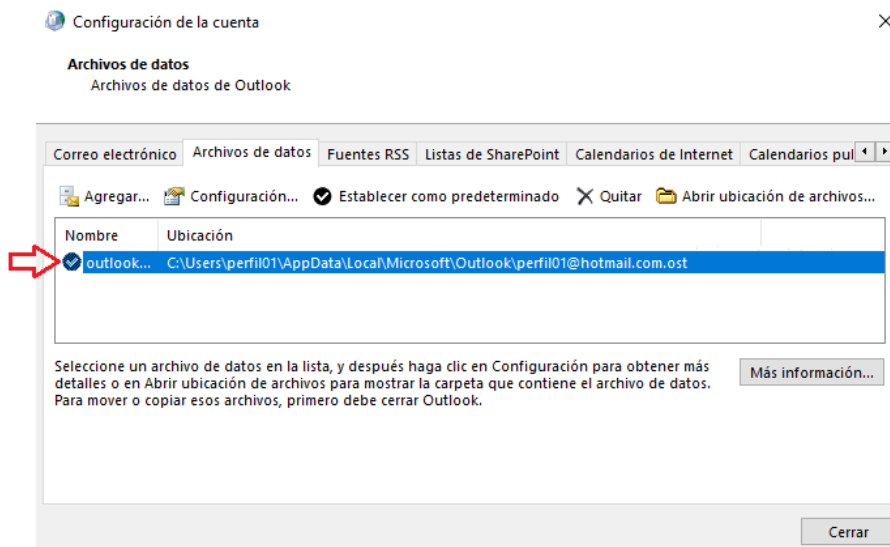 Configuración de la cuenta
Archivos de datos
Archivos de datos de Outlook
Correo electrónico Archivos de datos Fuentes RSS Listas de SharePoint Calendarios de Internet Calendarios pul
Agregar... Configuración... Establecer como predeterminado Quitar Abrir ubicación de archivos...
Nombre Ubicación
outlook... C:\Users\perfil01\AppData\Local\Microsoft\Outlook\perfil01@hotmail.com.ost
Seleccione un archivo de datos en la lista, y después haga clic en Configuración para obtener más
detalles o en Abrir ubicación de archivos para mostrar la carpeta que contiene el archivo de datos.
Para mover o copiar esos archivos, primero debe cerrar Outlook.
Más información...
Cerrar